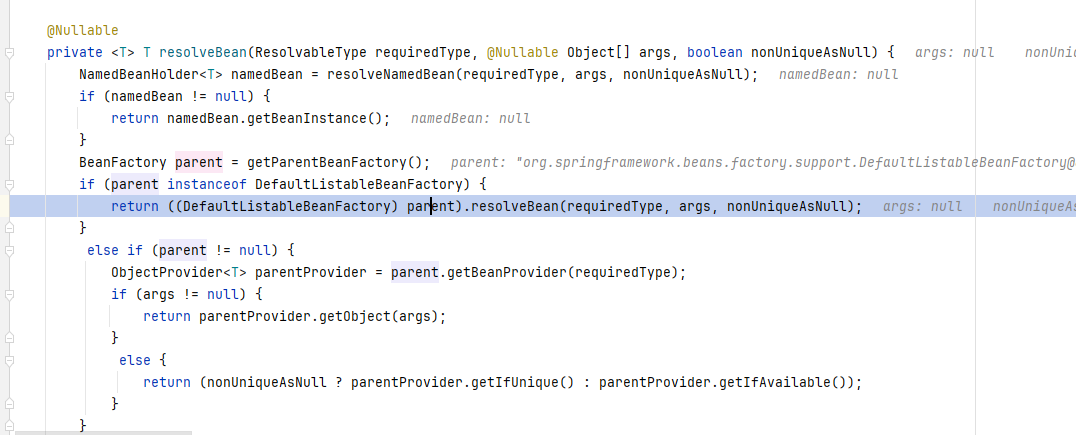 @Nullable
private <T> T resolveBean(ResolvableType requiredType, @Nullable Object[] args, boolean nonUniqueAsNull) { args: null nonUniq
NamedBeanHolder<T> namedBean = resolveNamedBean(requiredType, args, nonUniqueAsNull); namedBean: null
if (namedBean != null) {
return namedBean.getBeanInstance(); namedBean: null
}
BeanFactory parent = getParentBeanFactory(); parent: "org.springframework.beans.factory.support.DefaultListableBeanFactory@
if (parent instanceof DefaultListableBeanFactory) {
return ((DefaultListableBeanFactory) parent).resolveBean(requiredType, args, nonUniqueAsNull); args: null nonUniqueAs
}
else if (parent != null) {
ObjectProvider<T> parentProvider = parent.getBeanProvider(requiredType);
if (args != null) {
return parentProvider.getObject(args);
}
else {
return (nonUniqueAsNull ? parentProvider.getIfUnique() : parentProvider.getIfAvailable());
}
}